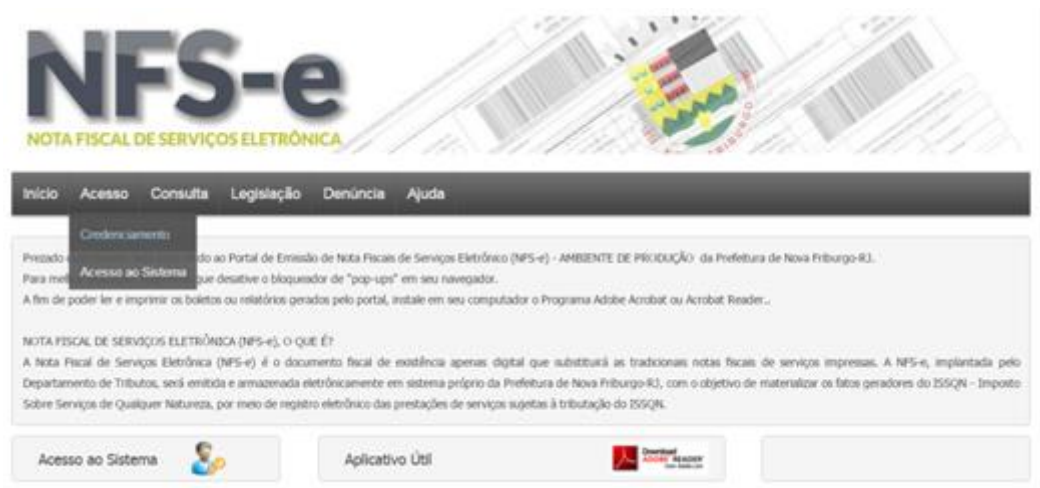 NFS-e
NOTA FISCAL DE SERVIÇOS ELETRÔNICA
Início Acesso Consulta Legislação Denúncia Ajuda
Credenciamento
Acesso ao Sistema
Prezado ao Portal de Emissão de Nota Fiscais de Serviços Eletrônico (NFS-e) - AMBIENTE DE PRODUÇÃO da Prefeitura de Nova Friburgo-RJ.
Para que desative o bloqueador de "pop-ups" em seu navegador.
A fim de poder ler e imprimir os boletos ou relatórios gerados pelo portal, instale em seu computador o Programa Adobe Acrobat ou Acrobat Reader..
NOTA FISCAL DE SERVIÇOS ELETRÔNICA (NFS-e), O QUE É?
A Nota Fiscal de Serviços Eletrônica (NFS-e) é o documento fiscal de existência apenas digital que substituirá as tradicionais notas fiscais de serviços impressas. A NFS-e, implantada pelo
Departamento de Tributos, será emitida e armazenada eletrônicamente em sistema próprio da Prefeitura de Nova Friburgo-RJ, com o objetivo de materializar os fatos geradores do ISSQN - Imposto
Sobre Serviços de Qualquer Natureza, por meio de registro eletrônico das prestações de serviços sujeitas à tributação do ISSQN.
Acesso ao Sistema
Aplicativo Útil
Download
ADOBE READER